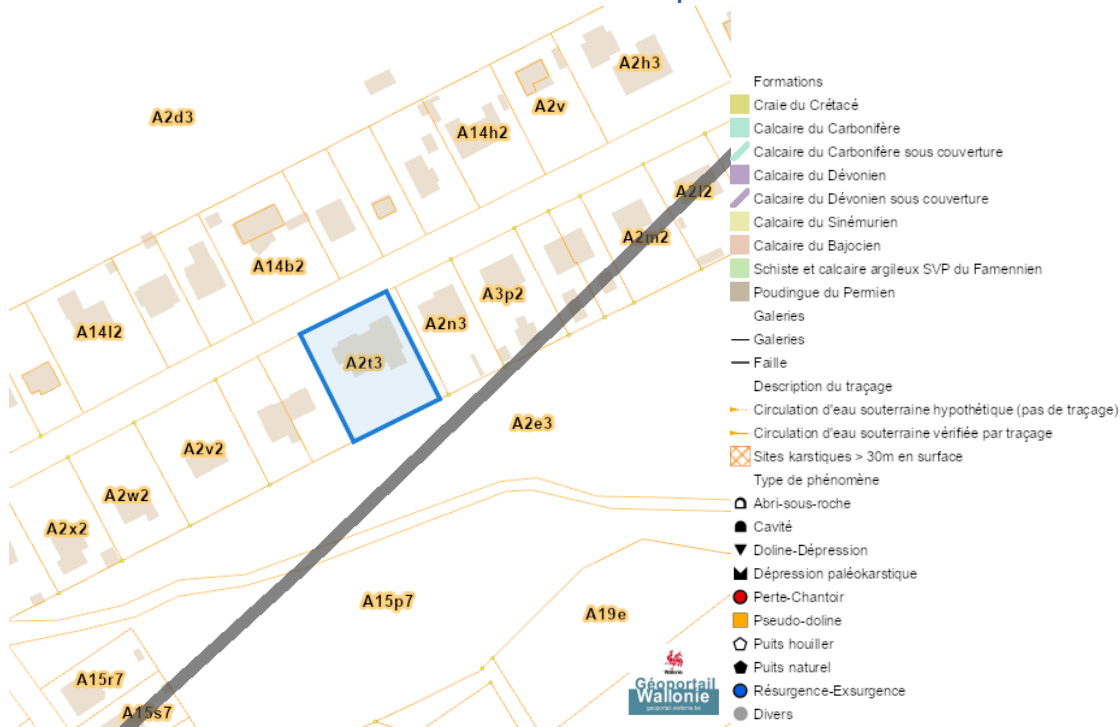 A2h3
A2v
A2d3
A14h2
A2l2
A2m2
A14b2
A3p2
A2n3
A14l2
A2t3
A2e3
A2v2
A2w2
A2x2
A15p7
A19e
A15r7
A15s7
Wallonie
Géoportail
Wallonie
geoportail.wallonie.be
Formations
Craie du Crétacé
Calcaire du Carbonifère
Calcaire du Carbonifère sous couverture
Calcaire du Dévonien
Calcaire du Dévonien sous couverture
Calcaire du Sinémurien
Calcaire du Bajocien
Schiste et calcaire argileux SVP du Famennien
Poudingue du Permien
Galeries
Galeries
Faille
Description du traçage
Circulation d'eau souterraine hypothétique (pas de traçage)
Circulation d'eau souterraine vérifiée par traçage
Sites karstiques > 30m en surface
Type de phénomène
Abri-sous-roche
Cavité
Doline-Dépression
Dépression paléokarstique
Perte-Chantoir
Pseudo-doline
Puits houiller
Puits naturel
Résurgence-Exsurgence
Divers